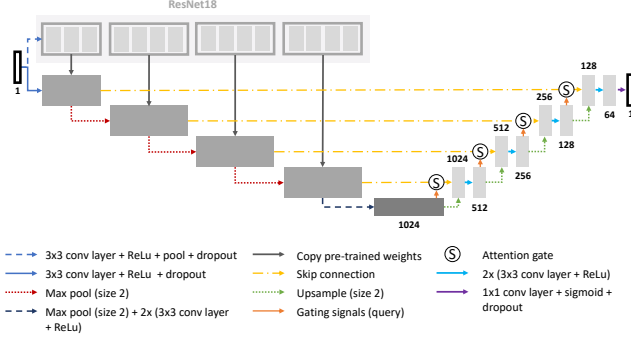 ResNet18
1
128
256
512
1024
64
1
128
256
512
1024
3x3 conv layer + ReLu + pool + dropout
3x3 conv layer + ReLu + dropout
Max pool (size 2)
Max pool (size 2) + 2x (3x3 conv layer
+ ReLu)
Copy pre-trained weights
Skip connection
Upsample (size 2)
Gating signals (query)
S
S
S
S
S
Attention gate
2x (3x3 conv layer + ReLu)
1x1 conv layer + sigmoid +
dropout